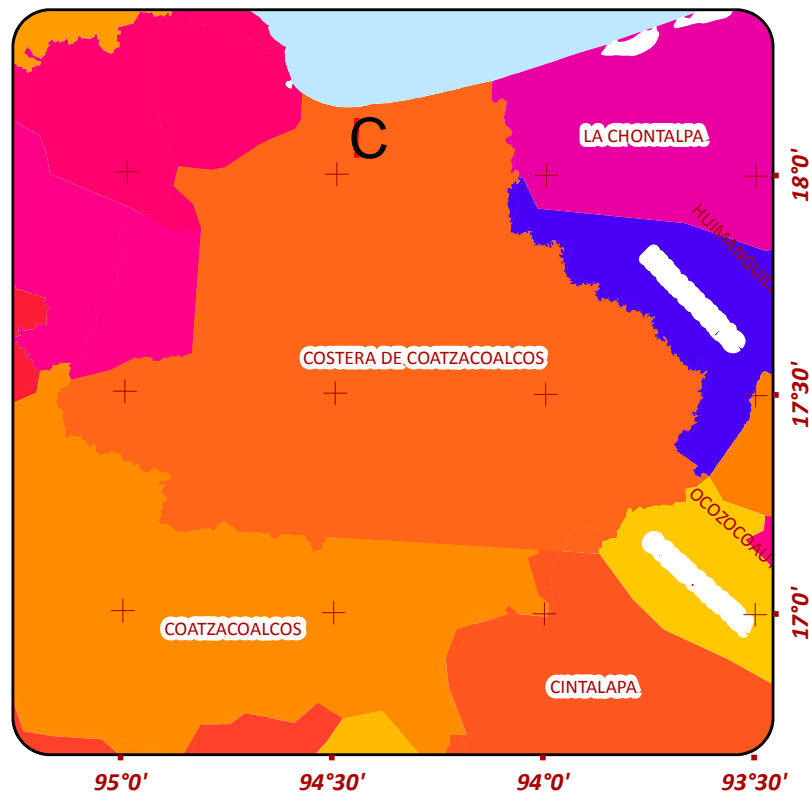 C
LA CHONTALPA
18°0'
COSTERA DE COATZACOALCOS
17°30'
COATZACOALCOS
17°0'
CINTALAPA
95°0'
94°30'
94°0'
93°30'